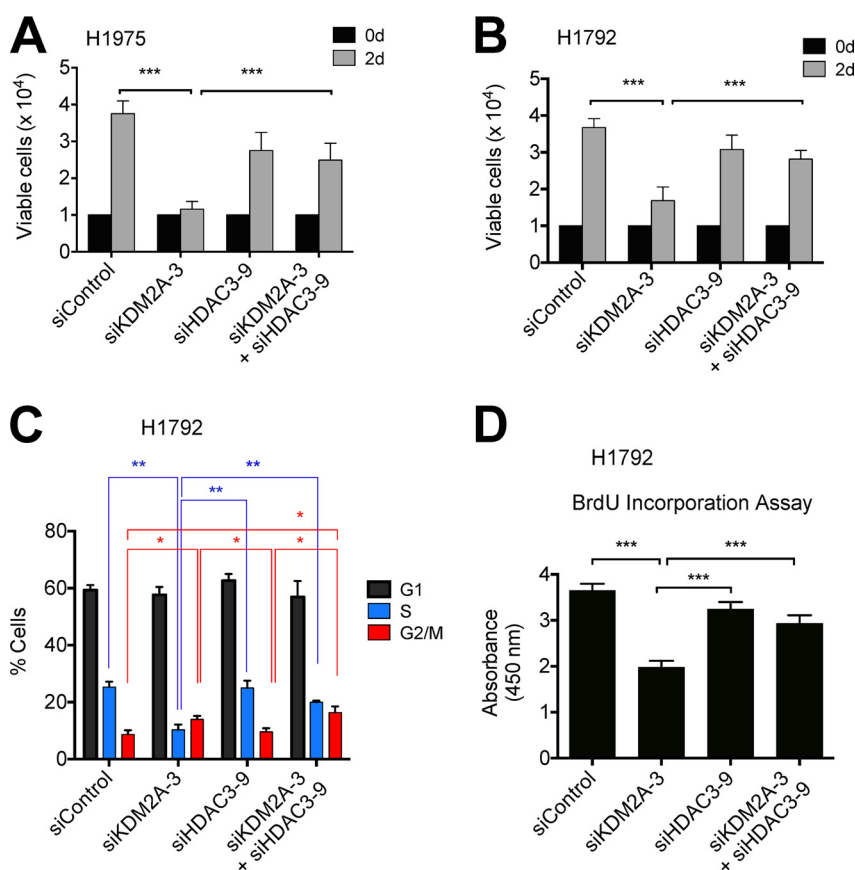 A
H1975
0d
2d
Viable cells (x 10⁴)
5
4
3
2
1
0
***
***
siControl
siKDM2A-3
siHDAC3-9
siKDM2A-3
+ siHDAC3-9
B
H1792
0d
2d
Viable cells (x 10⁴)
5
4
3
2
1
0
***
***
siControl
siKDM2A-3
siHDAC3-9
siKDM2A-3
+ siHDAC3-9
C
H1792
**
**
**
*
*
*
*
% Cells
80
60
40
20
0
G1
S
G2/M
siControl
siKDM2A-3
siHDAC3-9
siKDM2A-3
+ siHDAC3-9
D
H1792
BrdU Incorporation Assay
***
***
***
Absorbance
(450 nm)
4
3
2
1
0
siControl
siKDM2A-3
siHDAC3-9
siKDM2A-3
+ siHDAC3-9